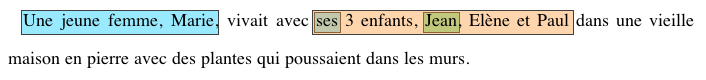 Une jeune femme, Marie, vivait avec ses 3 enfants, Jean, Elène et Paul dans une vieille
maison en pierre avec des plantes qui poussaient dans les murs.